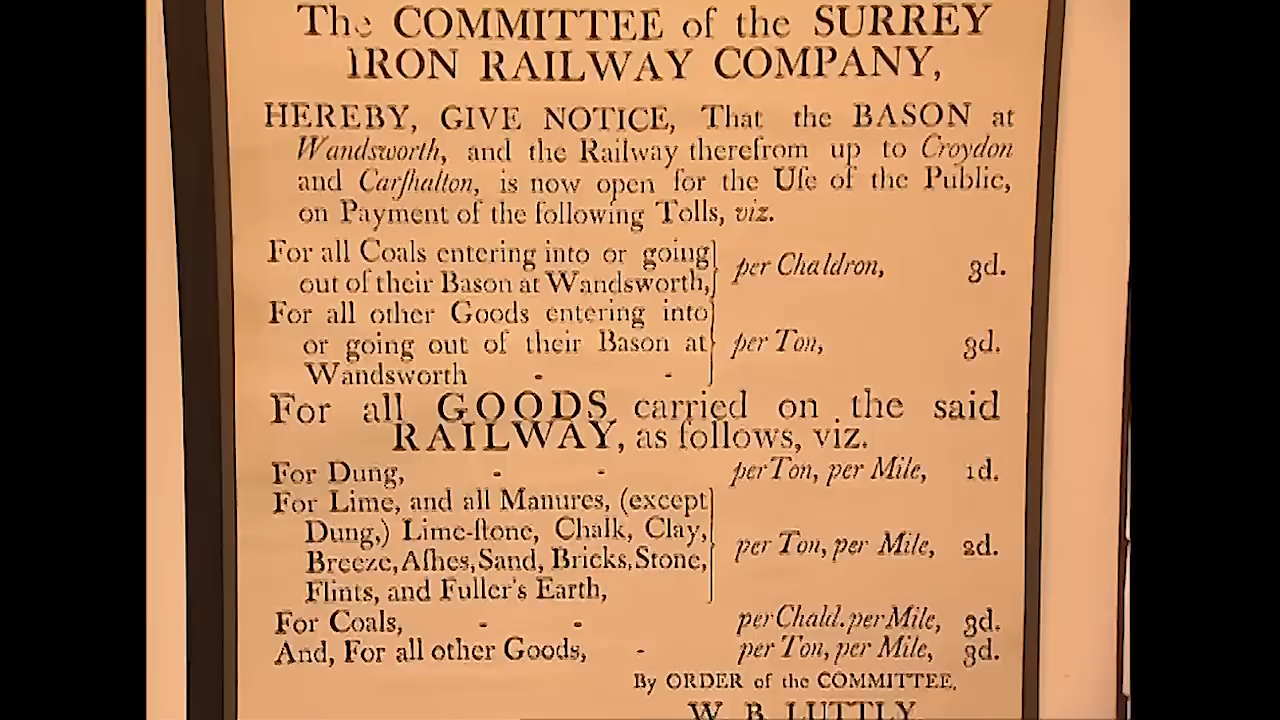 The COMMITTEE of the SURREY
IRON RAILWAY COMPANY,
HEREBY, GIVE NOTICE, That the BASON at
Wandsworth, and the Railway therefrom up to Croydon
and Carſhalton, is now open for the Uſe of the Public,
on Payment of the following Tolls, viz.
For all Coals entering into or going
out of their Bason at Wandsworth, per Chaldron, 3d.
For all other Goods entering into
or going out of their Bason at per Ton, 3d.
Wandsworth - -
For all GOODS carried on the said
RAILWAY, as follows, viz.
For Dung, - - per Ton, per Mile, 1d.
For Lime, and all Manures, (except
Dung,) Lime-ſtone, Chalk, Clay, per Ton, per Mile, 2d.
Breeze, Aſhes, Sand, Bricks, Stone,
Flints, and Fuller's Earth,
For Coals, - - per Chald. per Mile, 3d.
And, For all other Goods, - per Ton, per Mile, 3d.
By ORDER of the COMMITTEE,
W. B. LUTTLY,